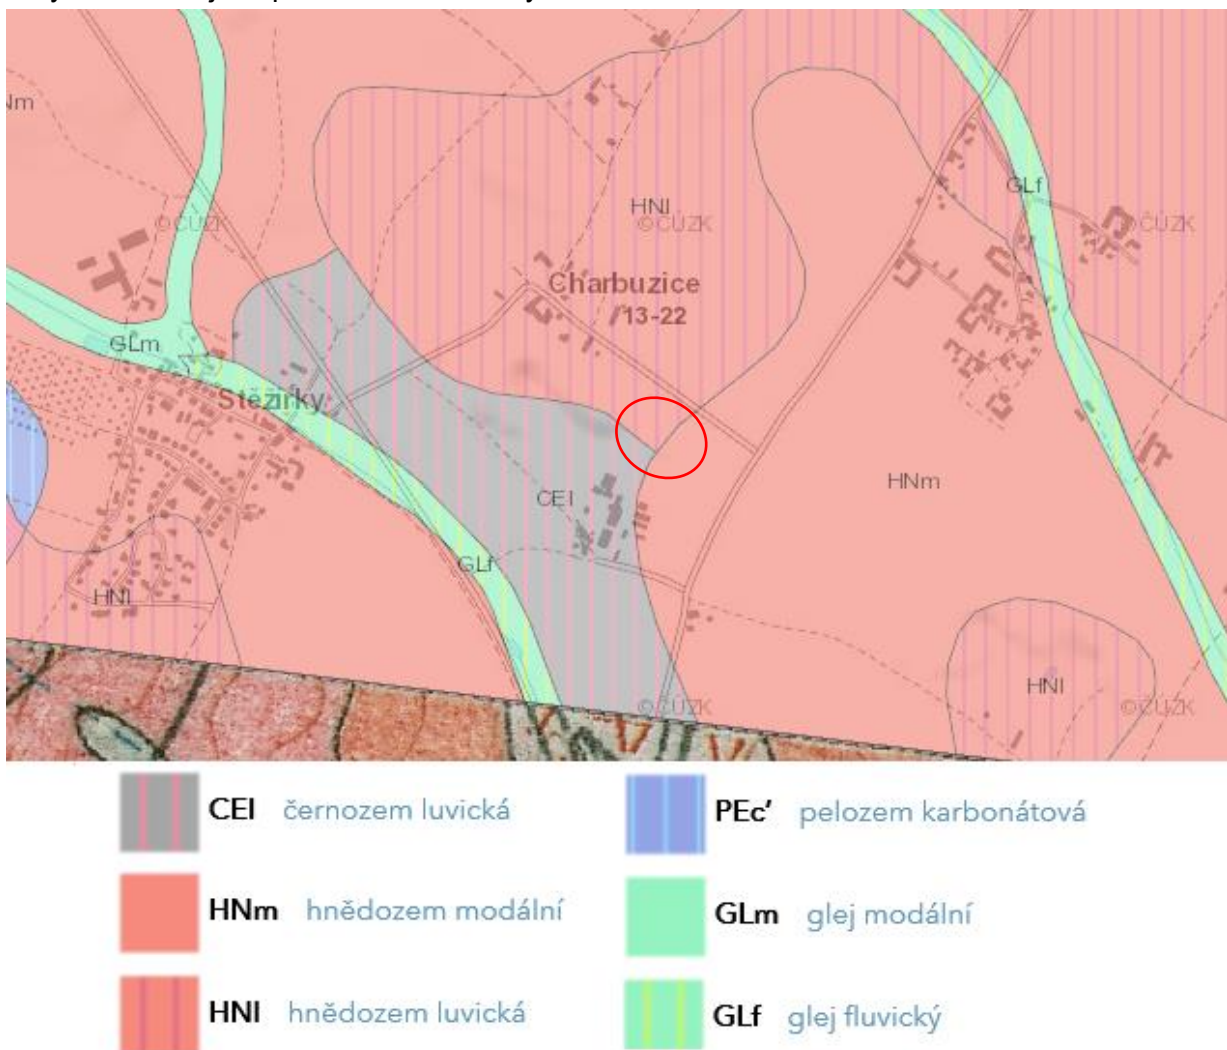 Nm
©ČÚZK
HNl
©ČÚZK
GLf
©ČÚZK
Charbuzice
13-22
GLm
Stěžírky
CEl
HNm
GLf
HNl
HNl
©ČÚZK
©ČÚZK
CEl černozem luvická
PEc’ pelozem karbonátová
HNm hnědozem modální
GLm glej modální
HNl hnědozem luvická
GLf glej fluvický